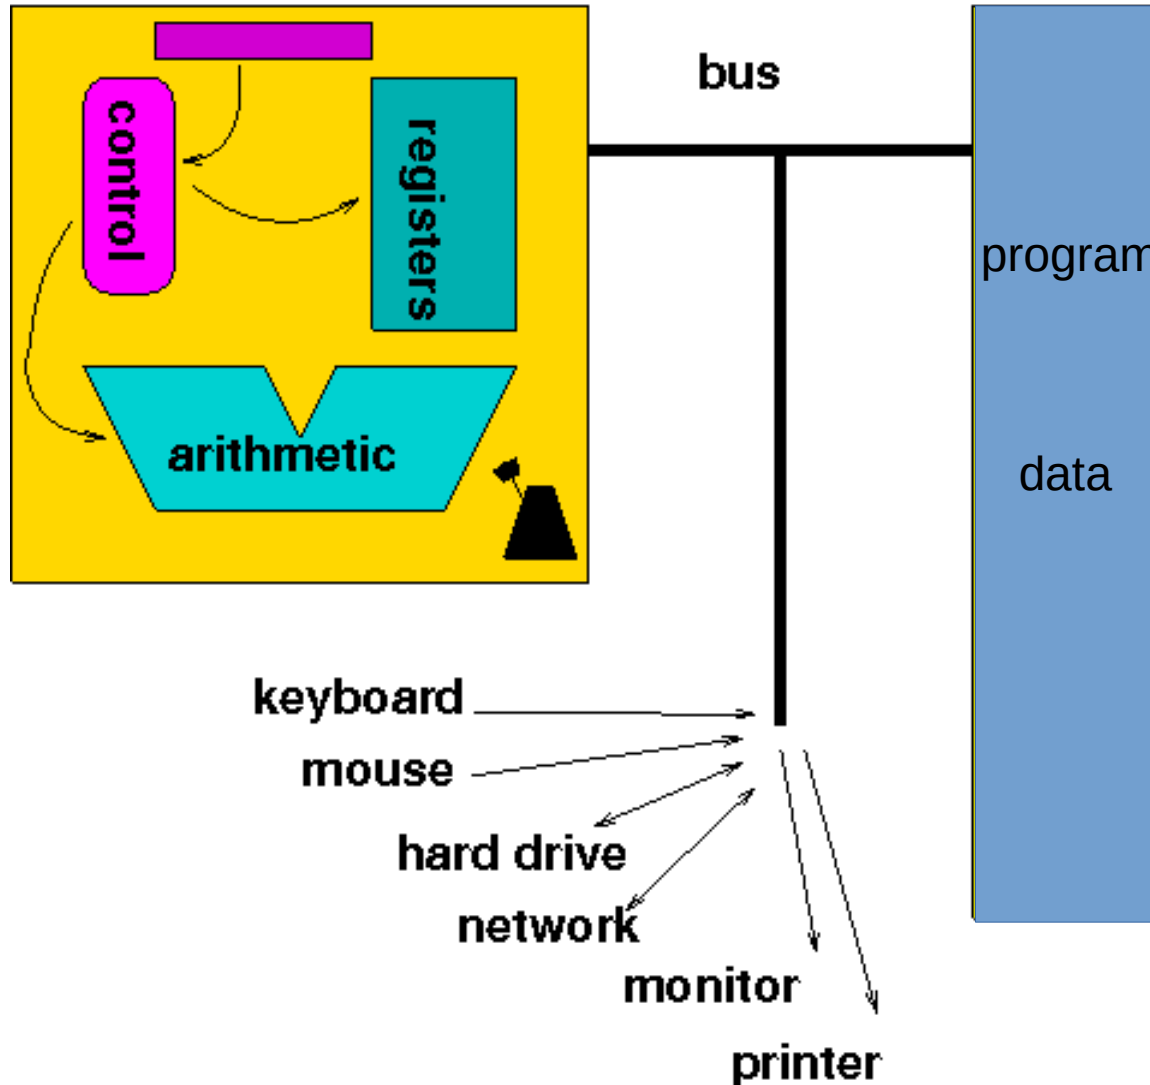 control
registers
arithmetic
bus
program
data
keyboard
mouse
hard drive
network
monitor
printer